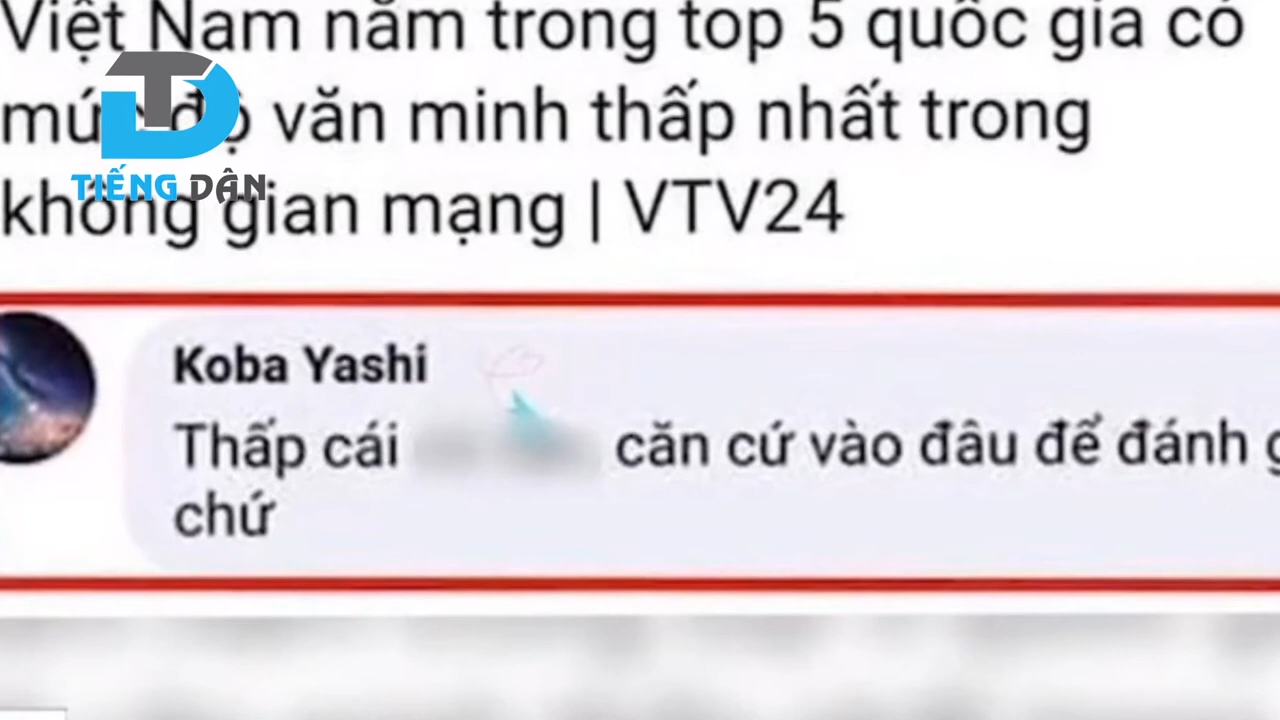 Việt Nam nằm trong top 5 quốc gia có
mức độ văn minh thấp nhất trong
không gian mạng | VTV24
TIẾNG DÂN
Koba Yashi
Thấp cái căn cứ vào đâu để đánh
chứ